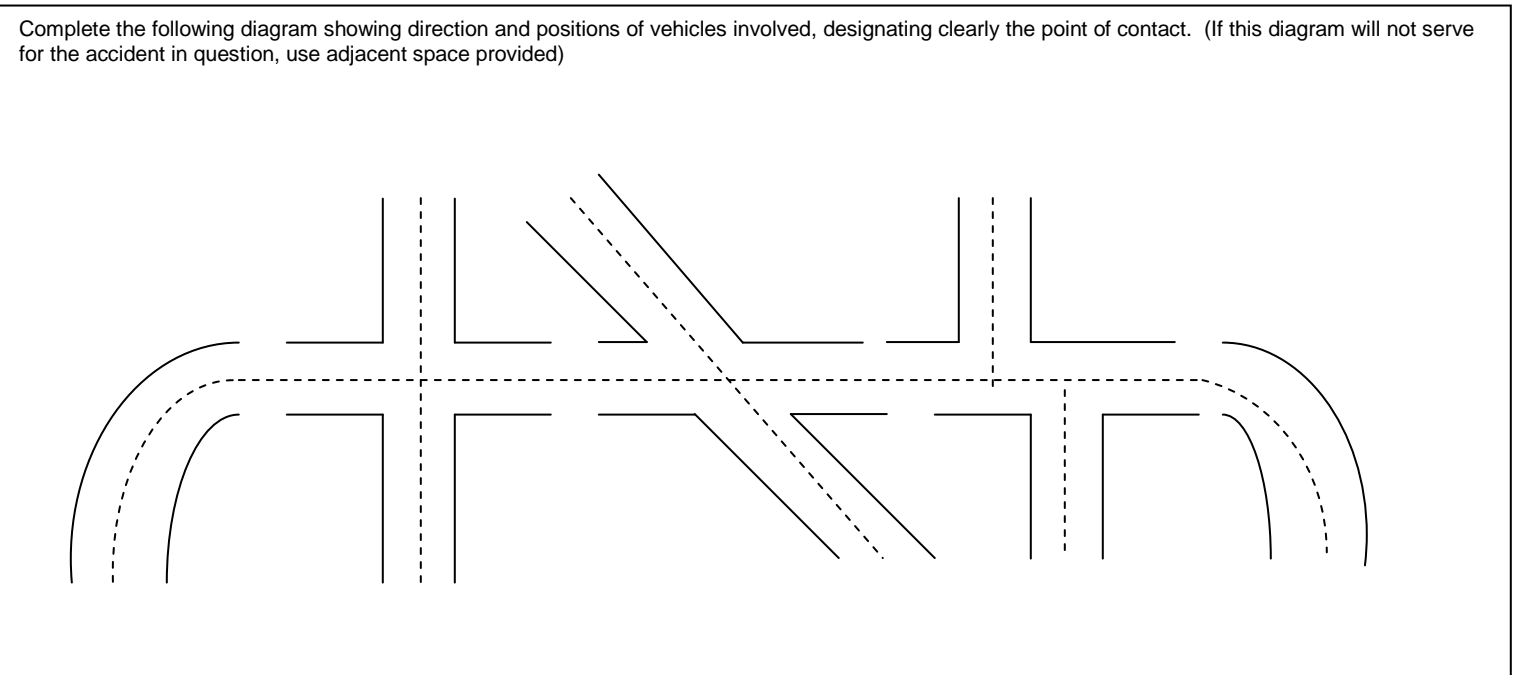 Complete the following diagram showing direction and positions of vehicles involved, designating clearly the point of contact.  (If this diagram will not serve
for the accident in question, use adjacent space provided)